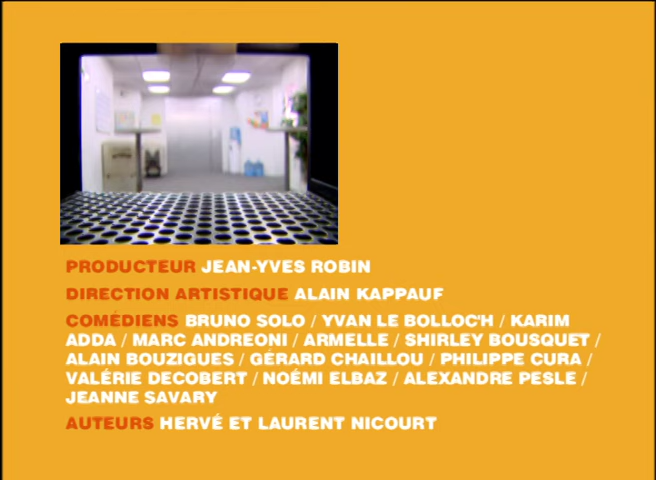 PRODUCTEUR JEAN-YVES ROBIN
DIRECTION ARTISTIQUE ALAIN KAPPAUF
COMÉDIENS BRUNO SOLO / YVAN LE BOLLOC'H / KARIM
ADDA / MARC ANDREONI / ARMELLE / SHIRLEY BOUSQUET /
ALAIN BOUZIGUES / GÉRARD CHAILLOU / PHILIPPE CURA /
VALÉRIE DECOBERT / NOÉMI ELBAZ / ALEXANDRE PESLE /
JEANNE SAVARY
AUTEURS HERVÉ ET LAURENT NICOURT